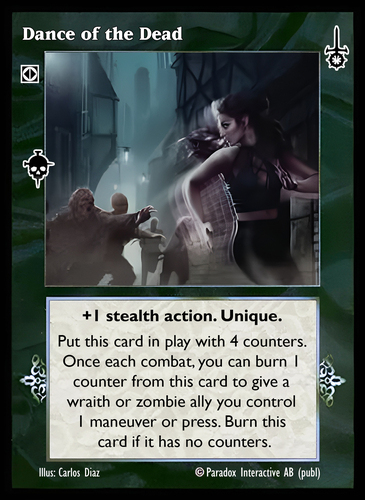 Dance of the Dead
+1 stealth action. Unique.
Put this card in play with 4 counters.
Once each combat, you can burn 1
counter from this card to give a
wraith or zombie ally you control
1 maneuver or press. Burn this
card if it has no counters.
Illus: Carlos Diaz © Paradox Interactive AB (publ)